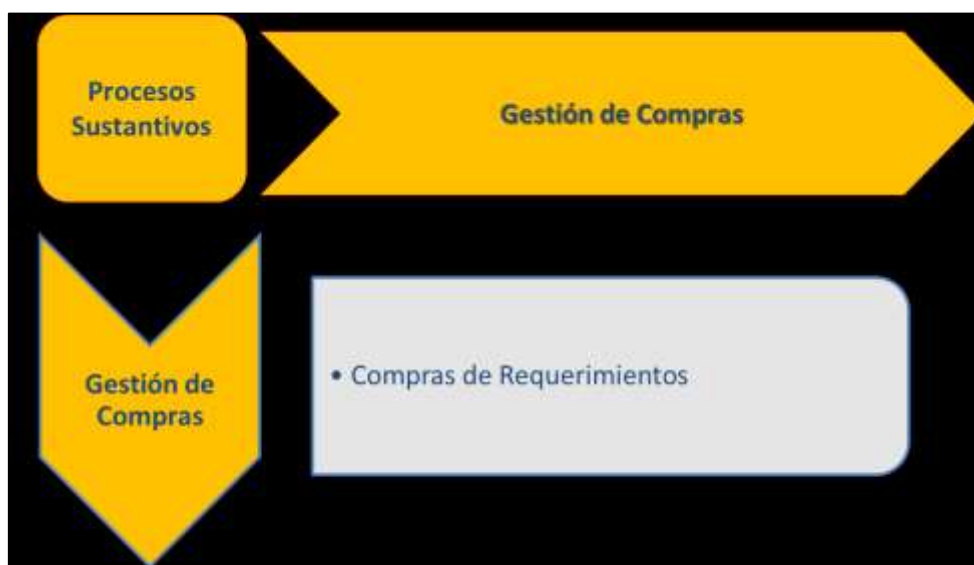 Procesos
Sustantivos
Gestión de Compras
Gestión de
Compras
• Compras de Requerimientos